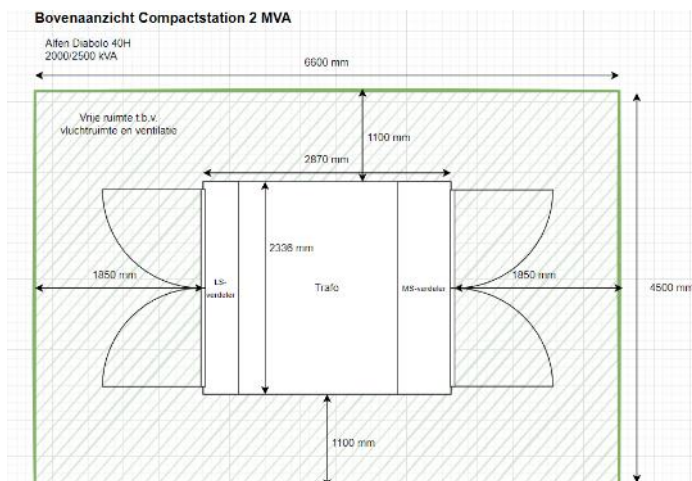 Bovenaanzicht Compactstation 2 MVA
Alfen Diabolo 40H
2000/2500 kVA
6600 mm
Vrije ruimte t.b.v.
vluchtruimte en ventilatie
1100 mm
2870 mm
2336 mm
1850 mm
LS-
verdeler
Trafo
MS-verdeler
1850 mm
4500 mm
1100 mm